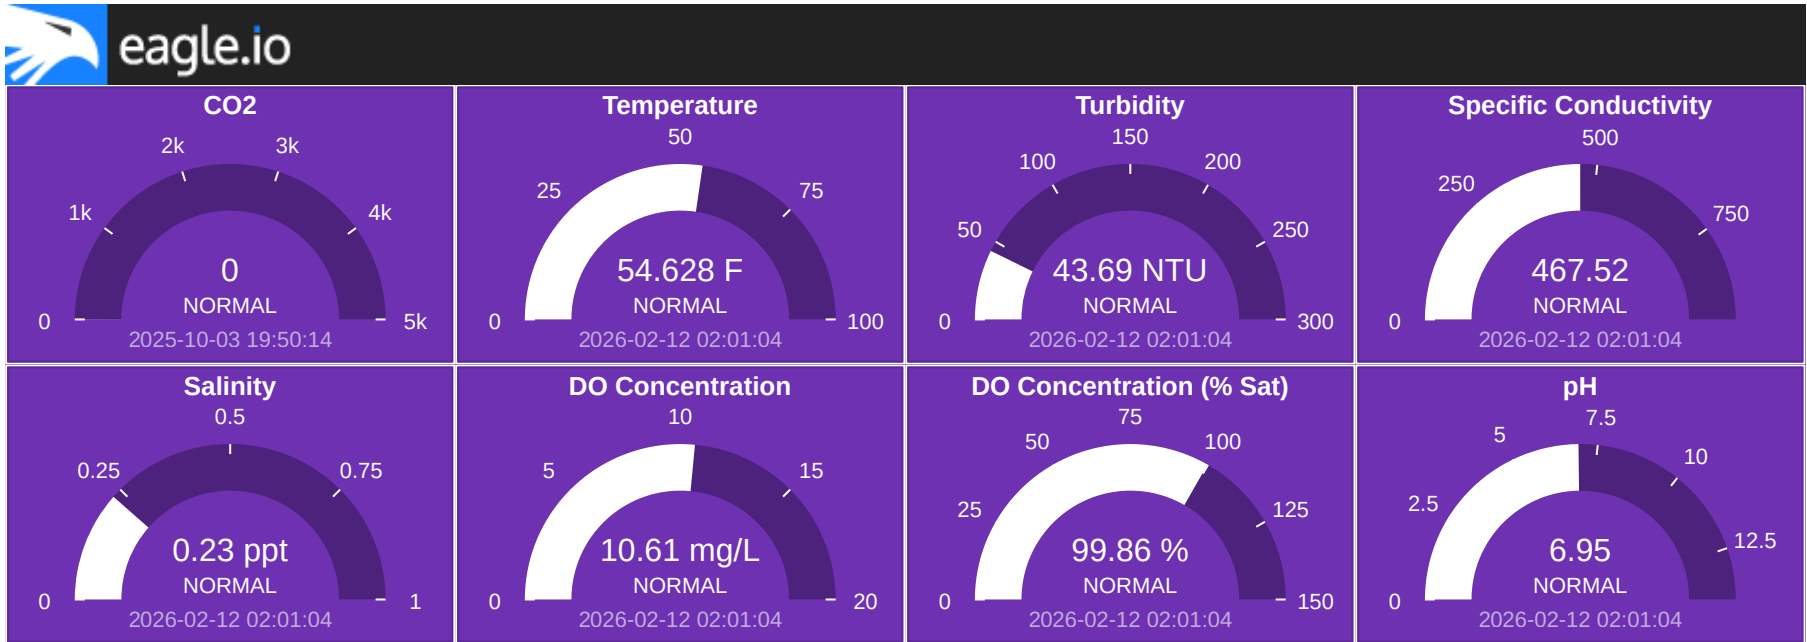 eagle.io
CO2
0
1k
2k
3k
4k
5k
0
NORMAL
2025-10-03 19:50:14
Temperature
0
25
50
75
100
54.628 F
NORMAL
2026-02-12 02:01:04
Turbidity
0
50
100
150
200
250
300
43.69 NTU
NORMAL
2026-02-12 02:01:04
Specific Conductivity
0
250
500
750
467.52
NORMAL
2026-02-12 02:01:04
Salinity
0
0.25
0.5
0.75
1
0.23 ppt
NORMAL
2026-02-12 02:01:04
DO Concentration
0
5
10
15
20
10.61 mg/L
NORMAL
2026-02-12 02:01:04
DO Concentration (% Sat)
0
25
50
75
100
125
150
99.86 %
NORMAL
2026-02-12 02:01:04
pH
0
2.5
5
7.5
10
12.5
6.95
NORMAL
2026-02-12 02:01:04